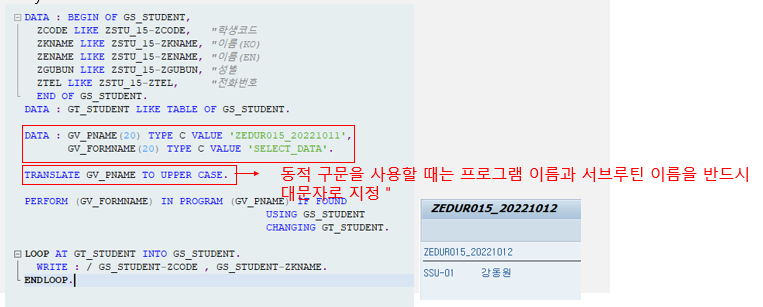 DATA : BEGIN OF GS_STUDENT,
ZCODE LIKE ZSTU_15-ZCODE, "학생코드
ZKNAME LIKE ZSTU_15-ZKNAME, "이름(KO)
ZENAME LIKE ZSTU_15-ZENAME, "이름(EN)
ZGUBUN LIKE ZSTU_15-ZGUBUN, "성별
ZTEL LIKE ZSTU_15-ZTEL, "전화번호
END OF GS_STUDENT.
DATA : GT_STUDENT LIKE TABLE OF GS_STUDENT.
DATA : GV_PNAME(20) TYPE C VALUE 'ZEDUR015_20221011',
GV_FORMNAME(20) TYPE C VALUE 'SELECT_DATA'.
TRANSLATE GV_PNAME TO UPPER CASE.
동적 구문을 사용할 때는 프로그램 이름과 서브루틴 이름을 반드시
대문자로 지정 "
PERFORM (GV_FORMNAME) IN PROGRAM (GV_PNAME) IF FOUND
USING GS_STUDENT
CHANGING GT_STUDENT.
LOOP AT GT_STUDENT INTO GS_STUDENT.
WRITE : / GS_STUDENT-ZCODE , GS_STUDENT-ZKNAME.
ENDLOOP.
ZEDUR015_20221012
ZEDUR015_20221012
SSU-01 강동원